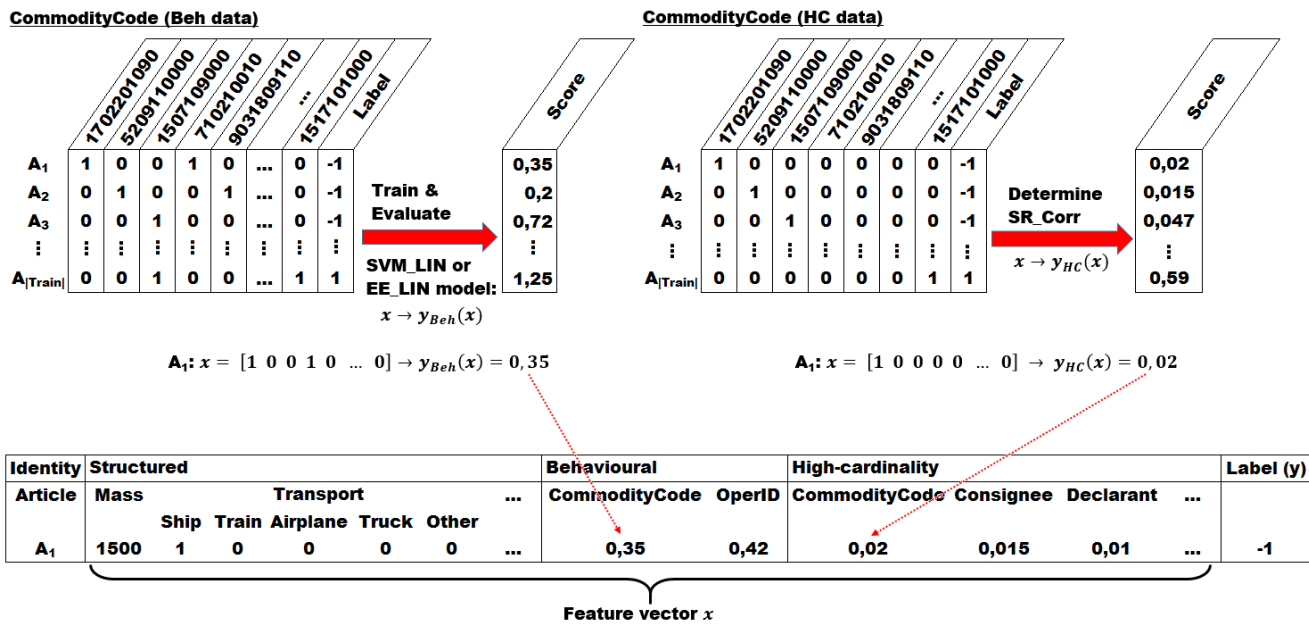 CommodityCode (Beh data)
1702201090 5209110000 1507109000 710210010 9031809110 ... 1517101000 Label Score
A1 1 0 0 1 0 ... 0 -1 0,35
A2 0 1 0 0 1 0 -1 0,2
A3 0 0 1 0 0 0 -1 0,72
⋮ ⋮ ⋮ ⋮ ⋮ ⋮ ⋮ ⋮ ⋮
A|Train| 0 0 1 0 0 ... 1 1 1,25
Train &
Evaluate
SVM_LIN or
EE_LIN model:
x → yBeh(x)
A1: x = [1 0 0 1 0 ... 0] → yBeh(x) = 0,35
CommodityCode (HC data)
1702201090 5209110000 1507109000 710210010 9031809110 ... 1517101000 Label Score
A1 1 0 0 0 0 0 0 -1 0,02
A2 0 1 0 0 0 0 0 -1 0,015
A3 0 0 1 0 0 0 0 -1 0,047
⋮ ⋮ ⋮ ⋮ ⋮ ⋮ ⋮ ⋮ ⋮ ⋮
A|Train| 0 0 0 0 0 0 1 1 0,59
Determine
SR_Corr
x → yHC(x)
A1: x = [1 0 0 0 0 ... 0] → yHC(x) = 0,02
Identity Structured Behavioural High-cardinality Label (y)
Article Mass Transport ... CommodityCode OperID CommodityCode Consignee Declarant ...
Ship Train Airplane Truck Other
A1 1500 1 0 0 0 0 ... 0,35 0,42 0,02 0,015 0,01 ... -1
Feature vector x